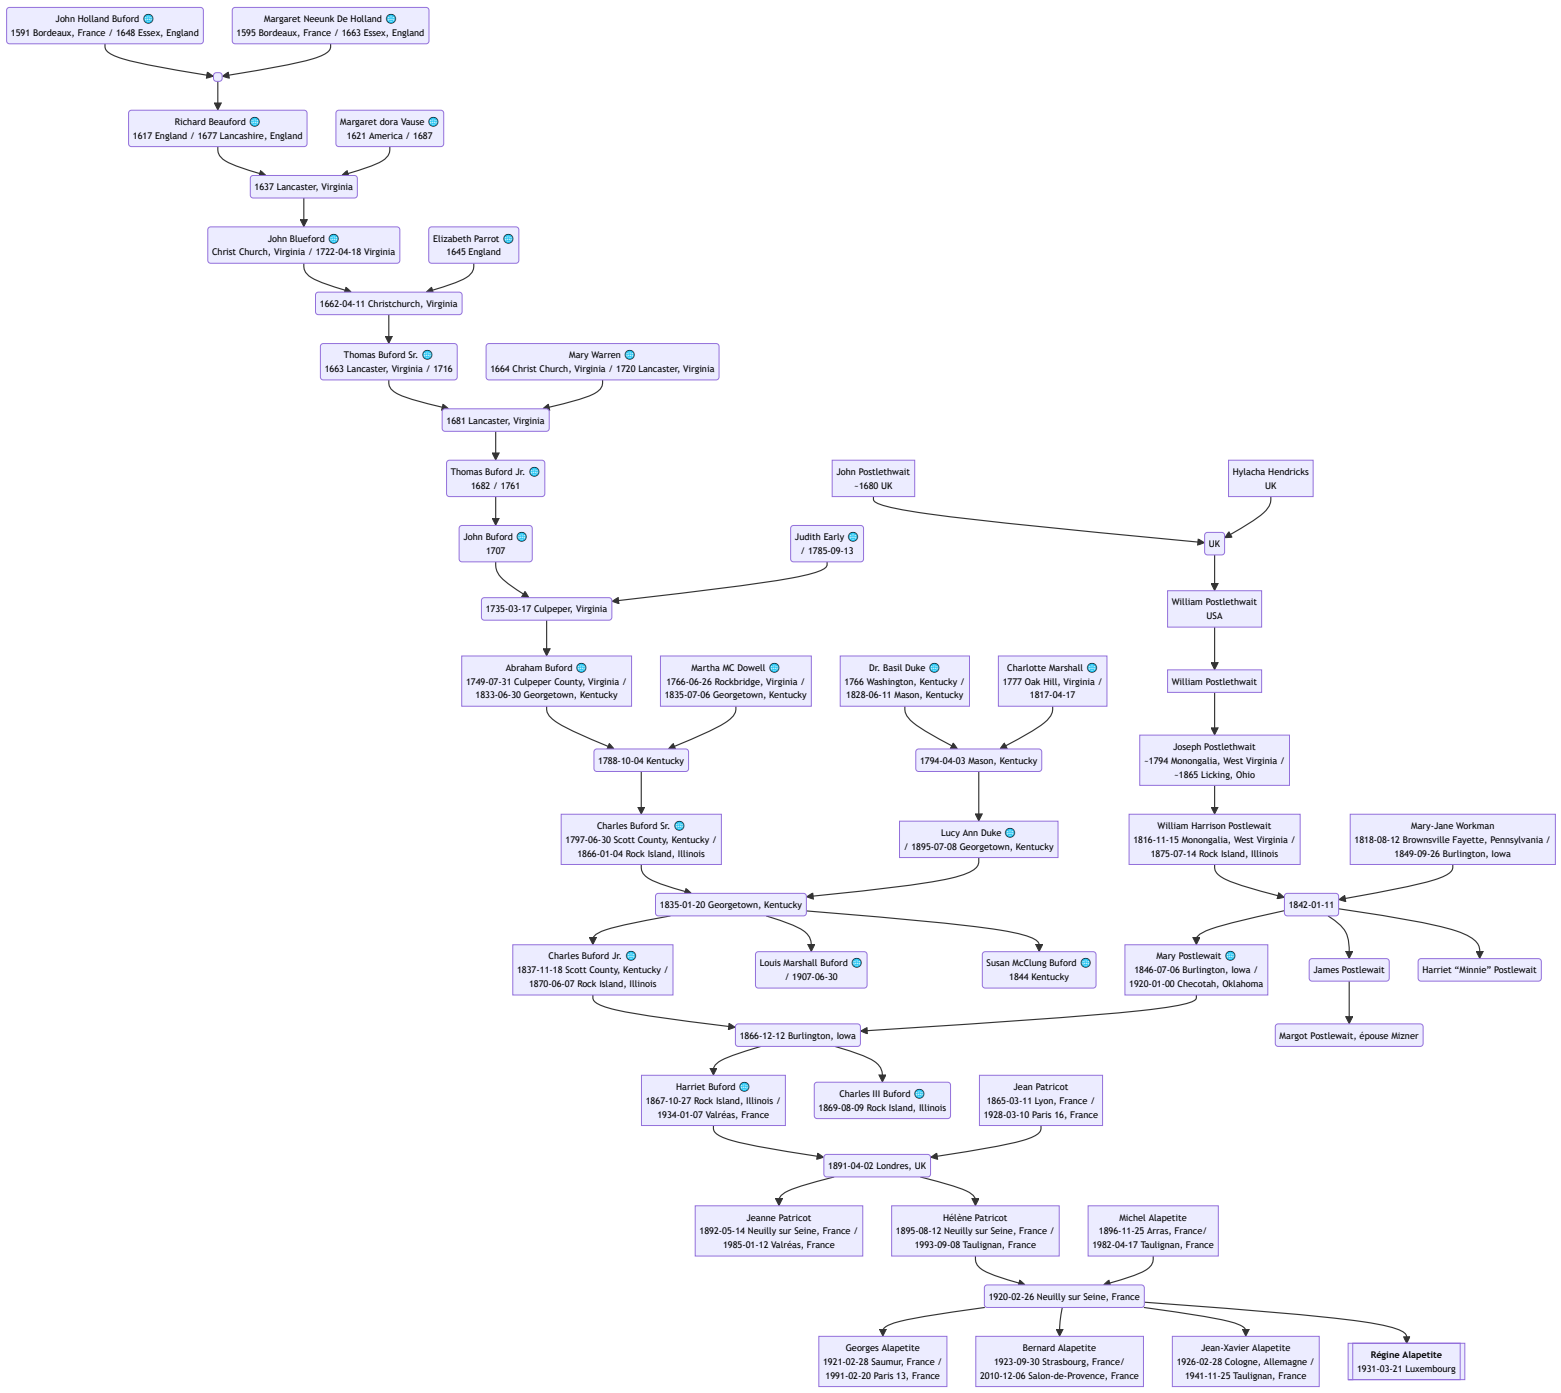 John Holland Buford 🌐
1591 Bordeaux, France / 1648 Essex, England
Margaret Neeunk De Holland 🌐
1595 Bordeaux, France / 1663 Essex, England
Richard Beauford 🌐
1617 England / 1677 Lancashire, England
Margaret dora Vause 🌐
1621 America / 1687
1637 Lancaster, Virginia
John Blueford 🌐
Christ Church, Virginia / 1722-04-18 Virginia
Elizabeth Parrot 🌐
1645 England
1662-04-11 Christchurch, Virginia
Thomas Buford Sr. 🌐
1663 Lancaster, Virginia / 1716
Mary Warren 🌐
1664 Christ Church, Virginia / 1720 Lancaster, Virginia
1681 Lancaster, Virginia
Thomas Buford Jr. 🌐
1682 / 1761
John Postlethwait
~1680 UK
Hylacha Hendricks
UK
John Buford 🌐
1707
Judith Early 🌐
/ 1785-09-13
UK
1735-03-17 Culpeper, Virginia
William Postlethwait
USA
Abraham Buford 🌐
1749-07-31 Culpeper County, Virginia /
1833-06-30 Georgetown, Kentucky
Martha MC Dowell 🌐
1766-06-26 Rockbridge, Virginia /
1835-07-06 Georgetown, Kentucky
Dr. Basil Duke 🌐
1766 Washington, Kentucky /
1828-06-11 Mason, Kentucky
Charlotte Marshall 🌐
1777 Oak Hill, Virginia /
1817-04-17
William Postlethwait
1788-10-04 Kentucky
1794-04-03 Mason, Kentucky
Joseph Postlethwait
~1794 Monongalia, West Virginia /
~1865 Licking, Ohio
Charles Buford Sr. 🌐
1797-06-30 Scott County, Kentucky /
1866-01-04 Rock Island, Illinois
Lucy Ann Duke 🌐
/ 1895-07-08 Georgetown, Kentucky
William Harrison Postlewait
1816-11-15 Monongalia, West Virginia /
1875-07-14 Rock Island, Illinois
Mary-Jane Workman
1818-08-12 Brownsville Fayette, Pennsylvania /
1849-09-26 Burlington, Iowa
1835-01-20 Georgetown, Kentucky
1842-01-11
Charles Buford Jr. 🌐
1837-11-18 Scott County, Kentucky /
1870-06-07 Rock Island, Illinois
Louis Marshall Buford 🌐
/ 1907-06-30
Susan McClung Buford 🌐
1844 Kentucky
Mary Postlewait 🌐
1846-07-06 Burlington, Iowa /
1920-01-00 Checotah, Oklahoma
James Postlewait
Harriet “Minnie” Postlewait
1866-12-12 Burlington, Iowa
Margot Postlewait, épouse Mizner
Harriet Buford 🌐
1867-10-27 Rock Island, Illinois /
1934-01-07 Valréas, France
Charles III Buford 🌐
1869-08-09 Rock Island, Illinois
Jean Patricot
1865-03-11 Lyon, France /
1928-03-10 Paris 16, France
1891-04-02 Londres, UK
Jeanne Patricot
1892-05-14 Neuilly sur Seine, France /
1985-01-12 Valréas, France
Hélène Patricot
1895-08-12 Neuilly sur Seine, France /
1993-09-08 Taulignan, France
Michel Alapetite
1896-11-25 Arras, France/
1982-04-17 Taulignan, France
1920-02-26 Neuilly sur Seine, France
Georges Alapetite
1921-02-28 Saumur, France /
1991-02-20 Paris 13, France
Bernard Alapetite
1923-09-30 Strasbourg, France/
2010-12-06 Salon-de-Provence, France
Jean-Xavier Alapetite
1926-02-28 Cologne, Allemagne /
1941-11-25 Taulignan, France
Régine Alapetite
1931-03-21 Luxembourg